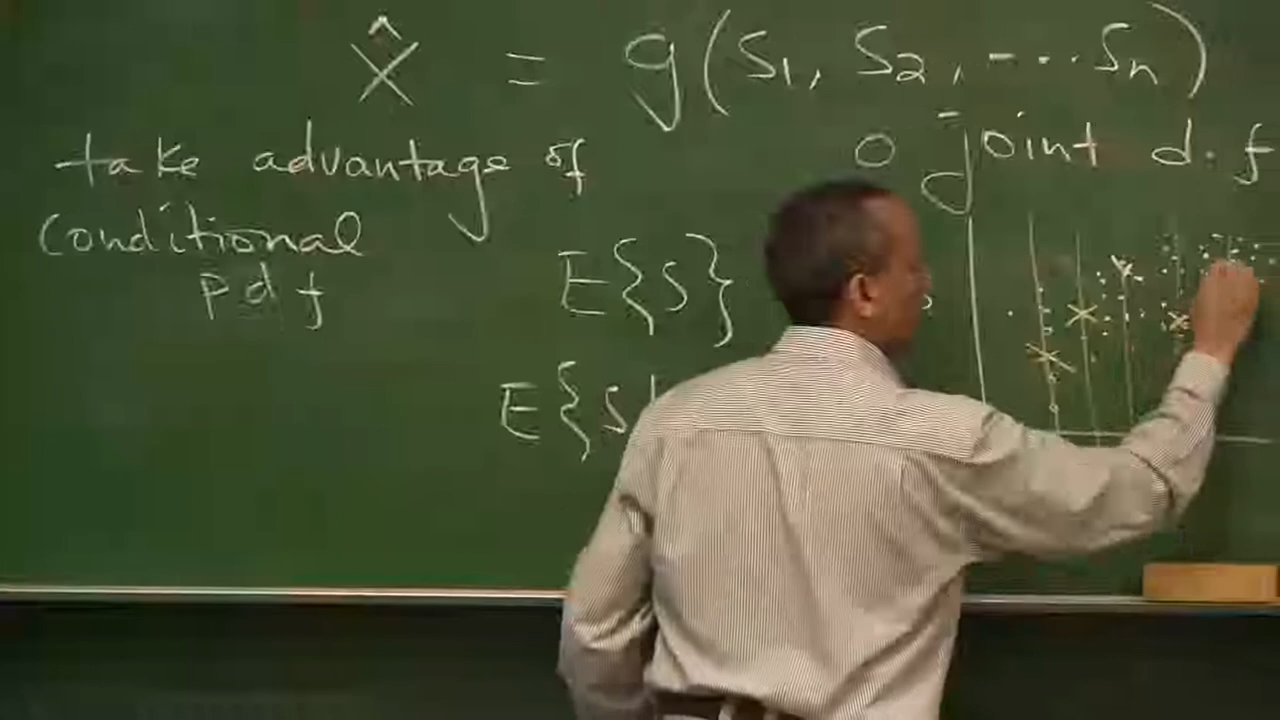 X̂ = g(S1, S2, -...Sn)
take advantage of
conditional
pdf
o joint d.f
E{S}
E{S|